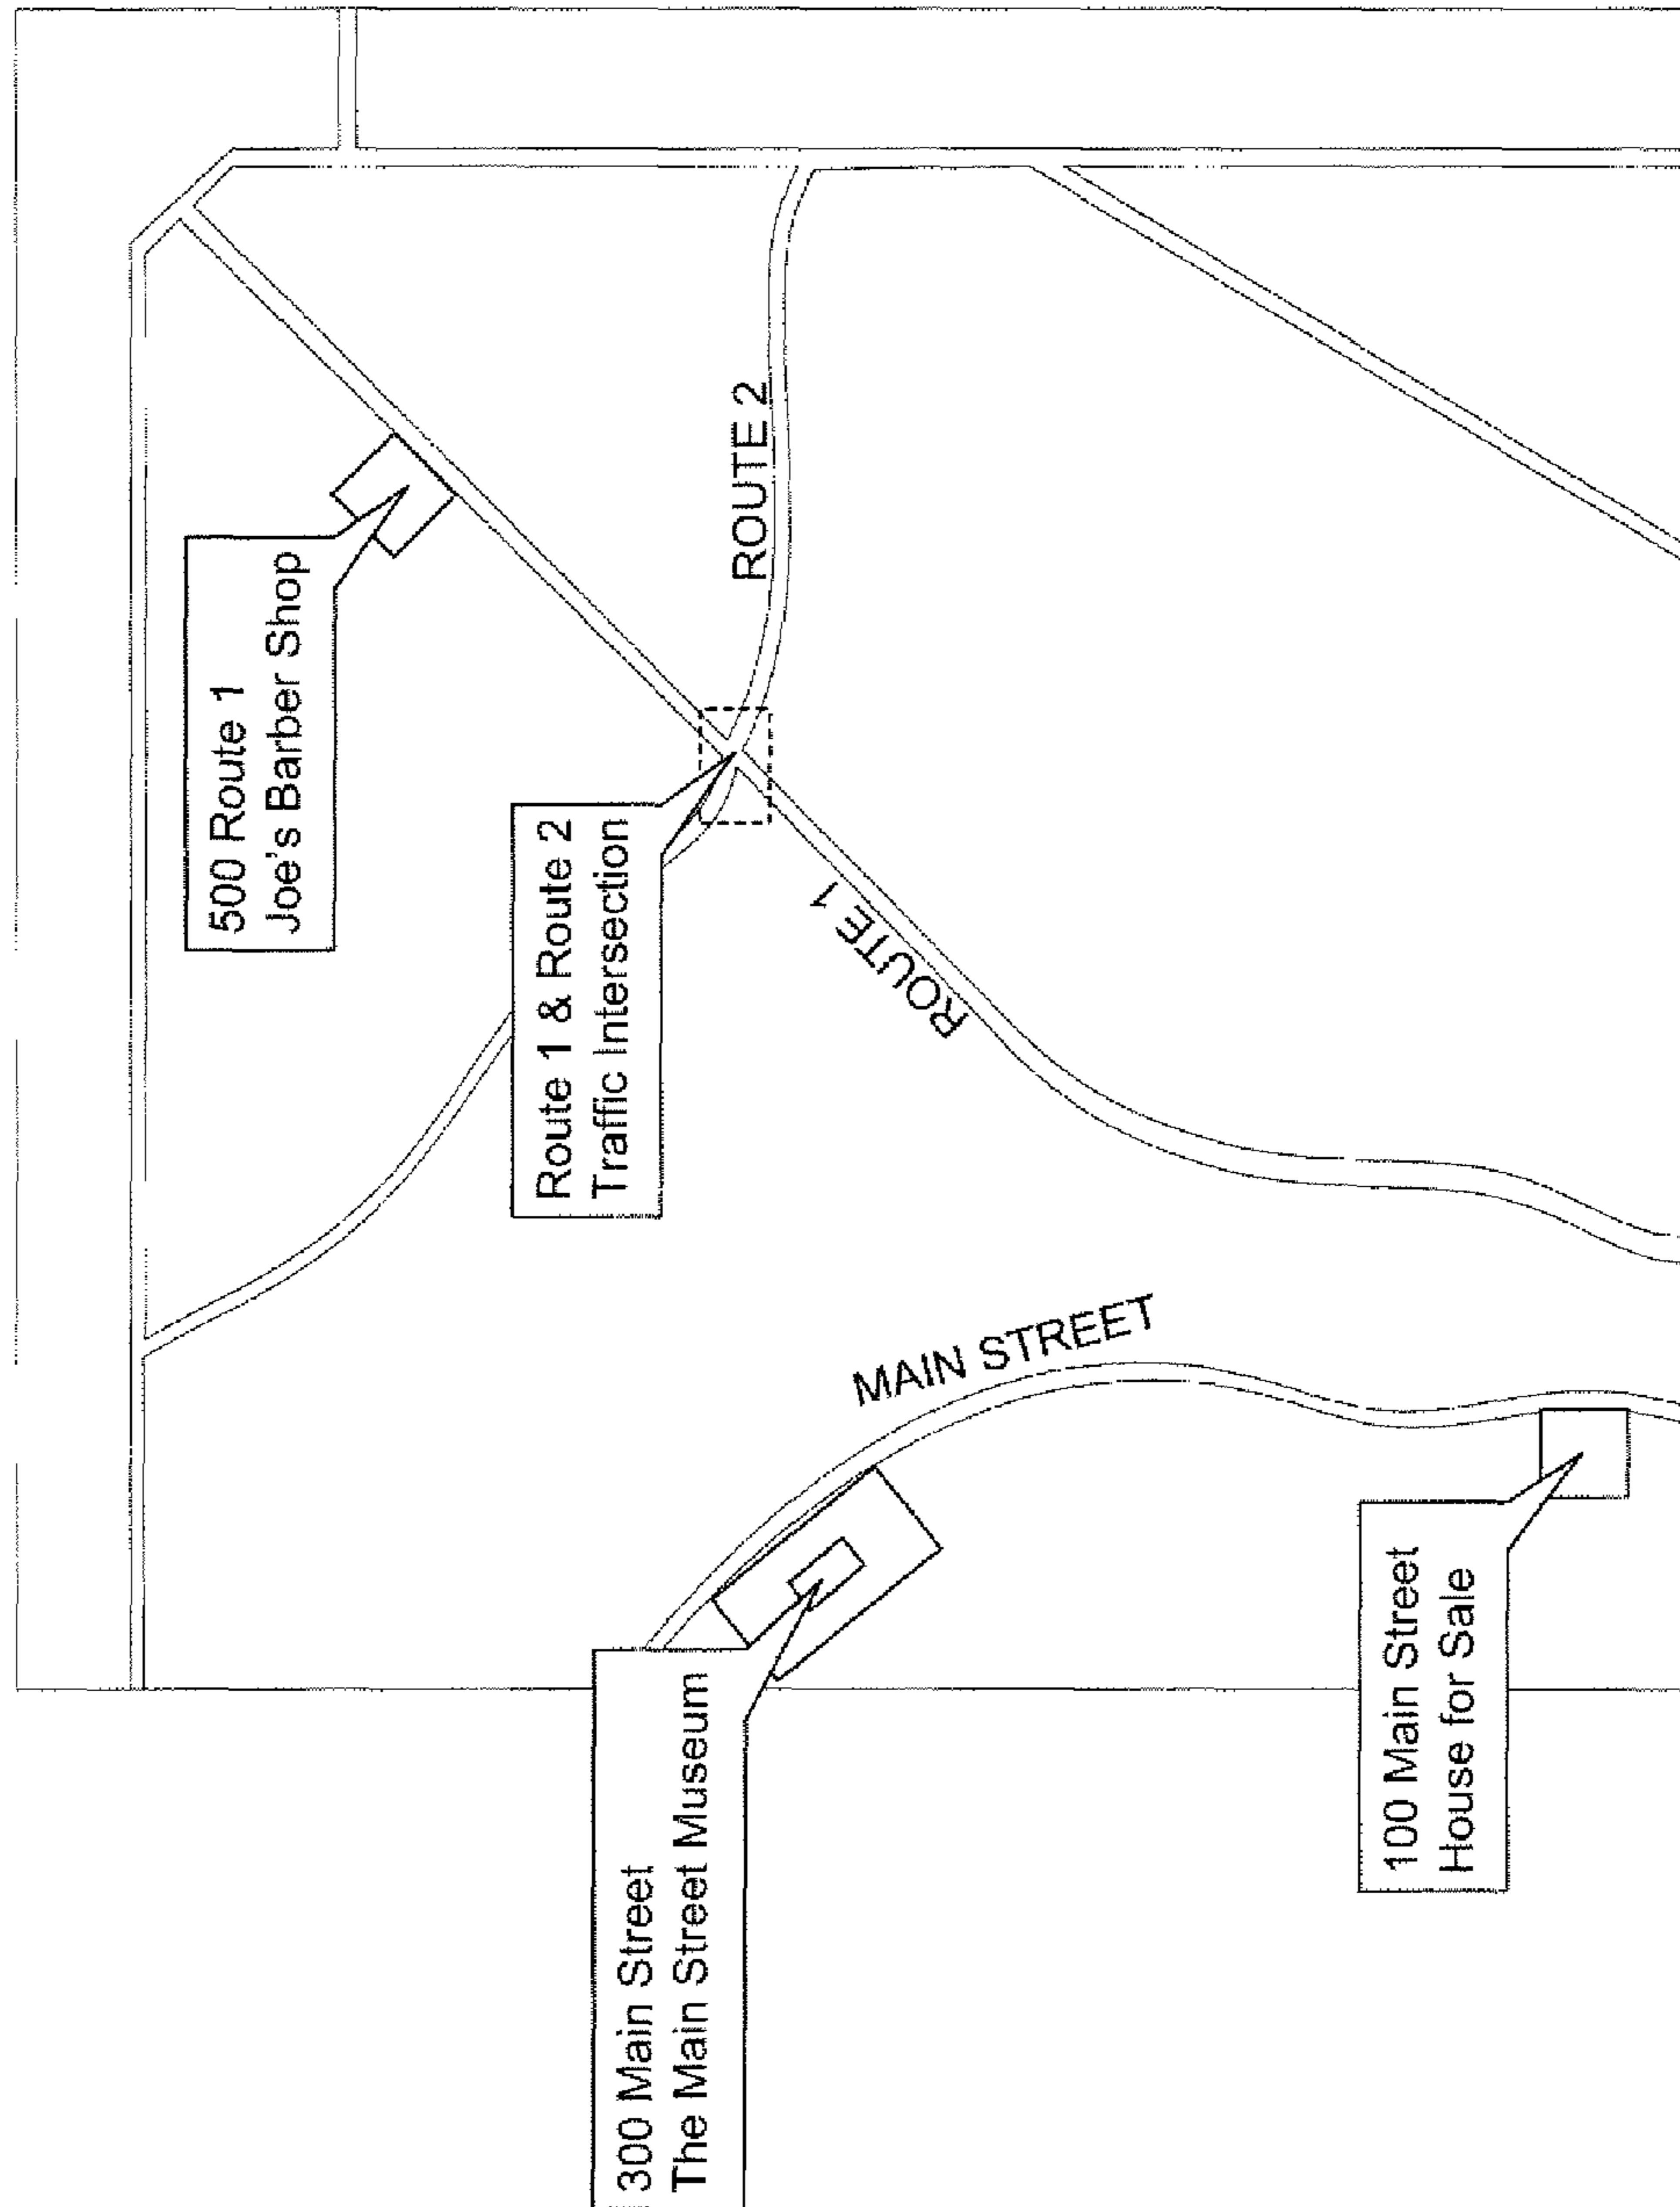 500 Route 1
Joe's Barber Shop
ROUTE 2
Route 1 & Route 2
Traffic Intersection
ROUTE 1
MAIN STREET
300 Main Street
The Main Street Museum
100 Main Street
House for Sale